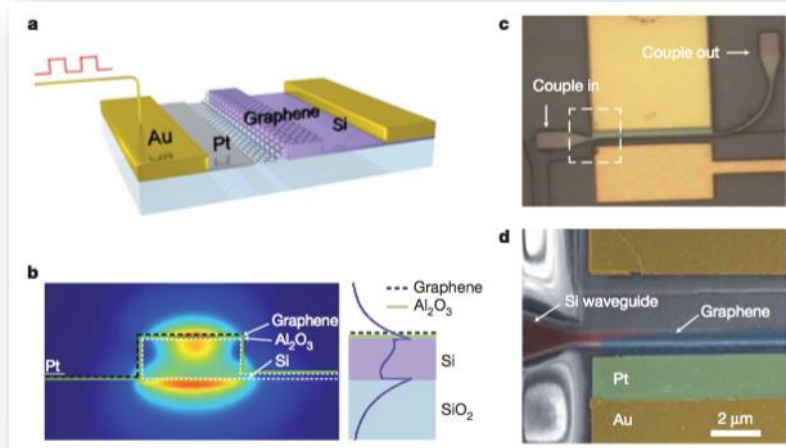 a
Au
Pt
Graphene
Si
b
Graphene
Al₂O₃
Si
Pt
Graphene
Al₂O₃
Si
SiO₂
c
Couple out
Couple in
d
Si waveguide
Graphene
Pt
Au
2 μm